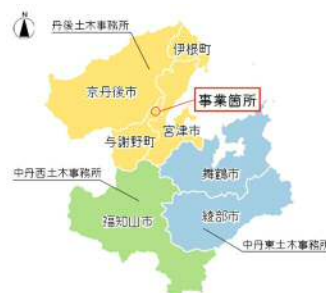 N
丹後土木事務所
伊根町
京丹後市
事業箇所
宮津市
与謝野町
中丹西土木事務所
舞鶴市
福知山市
綾部市
中丹東土木事務所